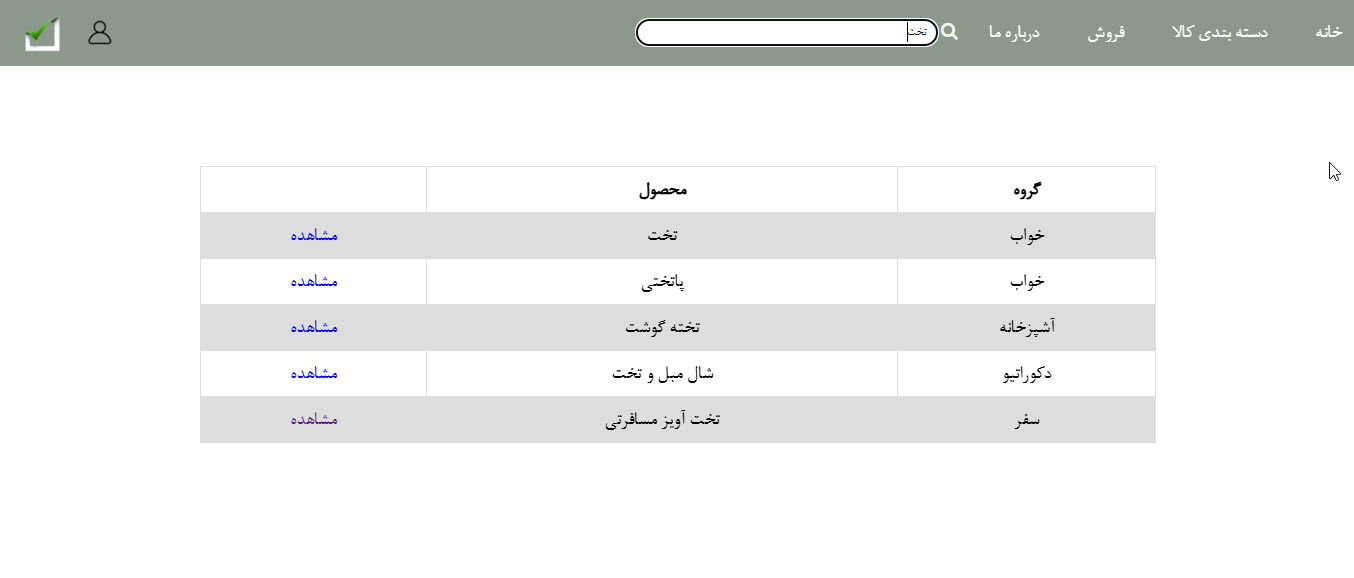 خانه دسته بندی کالا فروش درباره ما تخت
گروه محصول
خواب تخت مشاهده
خواب پاتختی مشاهده
آشپزخانه تخته گوشت مشاهده
دکوراتیو شال مبل و تخت مشاهده
سفر تخت آویز مسافرتی مشاهده